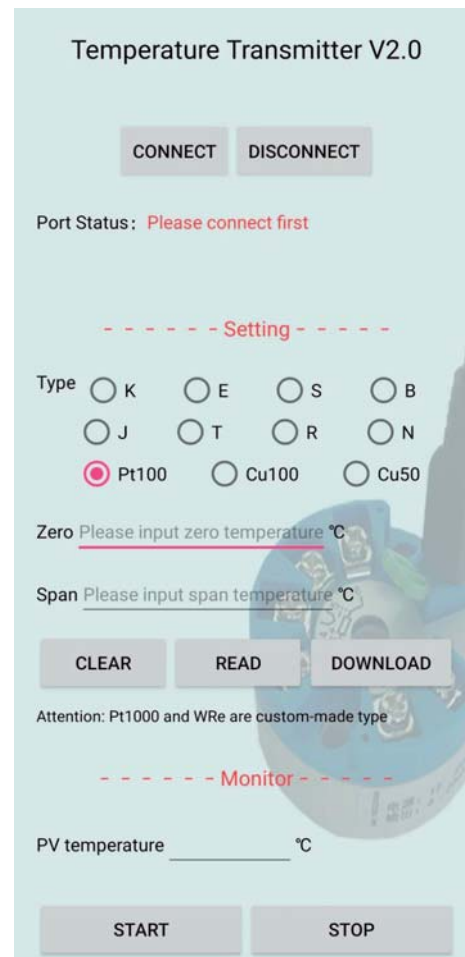 Temperature Transmitter V2.0
CONNECT DISCONNECT
Port Status: Please connect first
- - - - - - Setting - - - - -
Type K E S B
J T R N
Pt100 Cu100 Cu50
Zero Please input zero temperature ℃
Span Please input span temperature ℃
CLEAR READ DOWNLOAD
Attention: Pt1000 and WRe are custom-made type
- - - - - - Monitor - - - - -
PV temperature ℃
START STOP